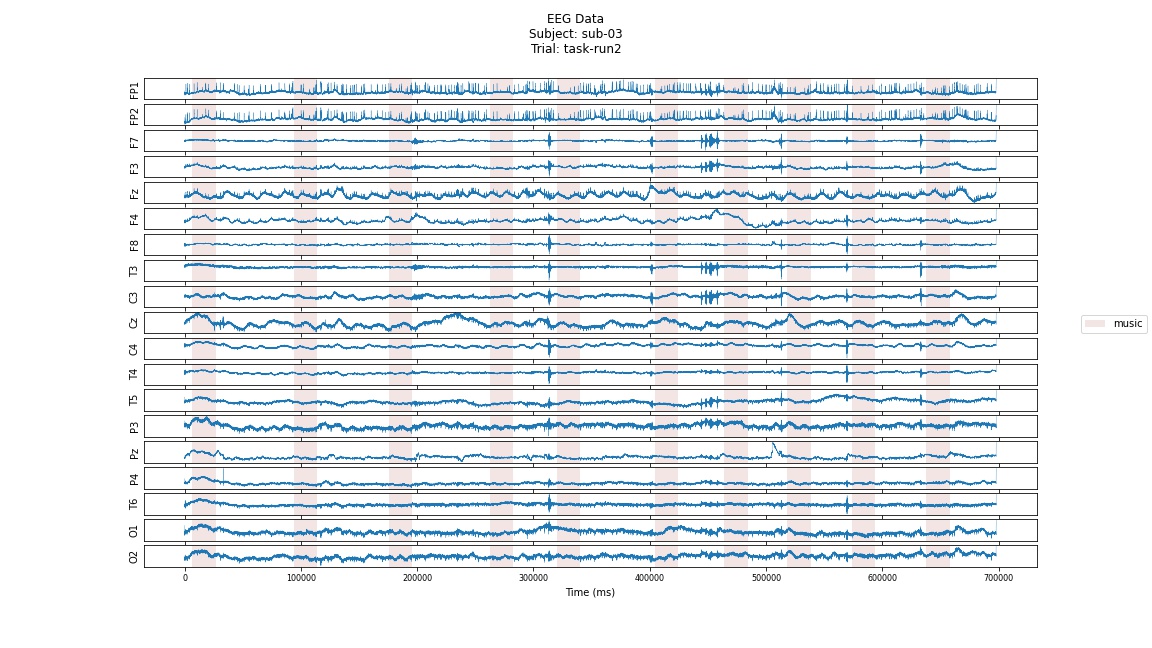 EEG Data
Subject: sub-03
Trial: task-run2
FP1
FP2
F7
F3
Fz
F4
F8
T3
C3
Cz
C4
T4
T5
P3
Pz
P4
T6
O1
O2
music
0 100000 200000 300000 400000 500000 600000 700000
Time (ms)